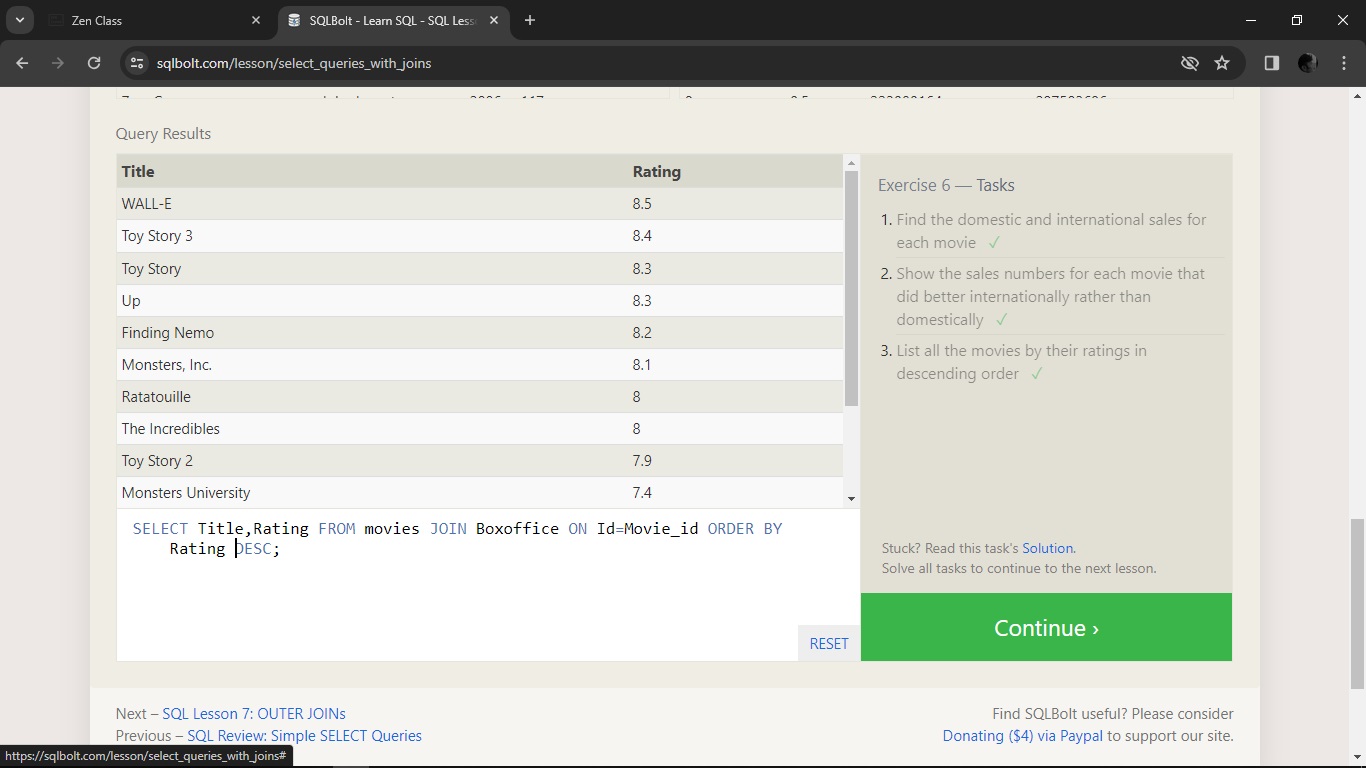 Zen Class
SQLBolt - Learn SQL - SQL Less
sqlbolt.com/lesson/select_queries_with_joins
Query Results
Title Rating
WALL-E 8.5
Toy Story 3 8.4
Toy Story 8.3
Up 8.3
Finding Nemo 8.2
Monsters, Inc. 8.1
Ratatouille 8
The Incredibles 8
Toy Story 2 7.9
Monsters University 7.4
SELECT Title,Rating FROM movies JOIN Boxoffice ON Id=Movie_id ORDER BY
Rating DESC;
RESET
Exercise 6 — Tasks
1. Find the domestic and international sales for
each movie ✓
2. Show the sales numbers for each movie that
did better internationally rather than
domestically ✓
3. List all the movies by their ratings in
descending order ✓
Stuck? Read this task's Solution.
Solve all tasks to continue to the next lesson.
Continue ›
Next – SQL Lesson 7: OUTER JOINs
Previous – SQL Review: Simple SELECT Queries
Find SQLBolt useful? Please consider
Donating ($4) via Paypal to support our site.
https://sqlbolt.com/lesson/select_queries_with_joins#